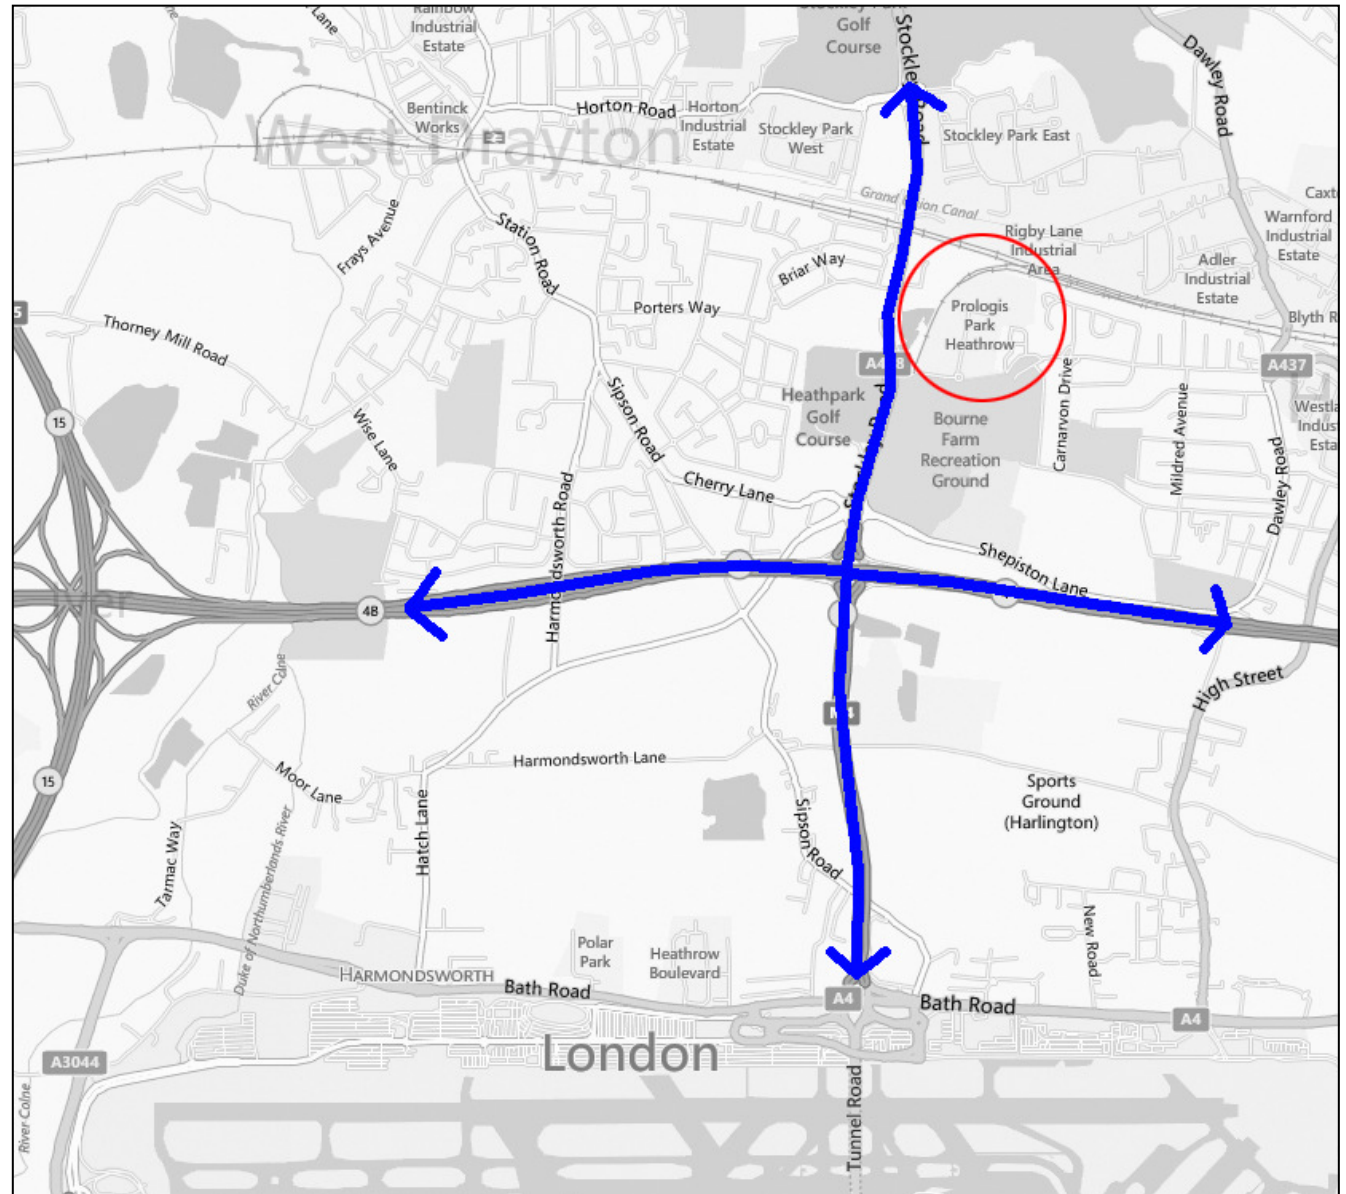 Rainbow
Industrial
Estate
Lane
Golf
Course
Stockley Road
Dawley Road
Bentinck
Works
Horton Road
Horton
Industrial
Estate
Stockley Park
West
Stockley Park East
West Drayton
Grand Union Canal
Frays Avenue
Station Road
Briar Way
Rigby Lane
Industrial
Area
Warnford
Industrial
Estate
Adler
Industrial
Estate
5
Thorney Mill Road
Porters Way
Prologis
Park
Heathrow
Blyth R
A437
Heathpark
Golf
Course
Sipson Road
Wise Lane
15
Bourne
Farm
Recreation
Ground
Carnarvon Drive
Mildred Avenue
Dawley Road
Cherry Lane
Harmondsworth Road
Shepiston Lane
Iver
4B
River Colne
High Street
Moor Lane
Harmondsworth Lane
15
Hatch Lane
Tarmac Way
Duke of Northumberlands River
Sipson Road
Sports
Ground
(Harlington)
New Road
Polar
Park
Heathrow
Boulevard
HARMONDSWORTH
Bath Road
A4
Bath Road
A4
London
A3044
River Colne
Tunnel Road